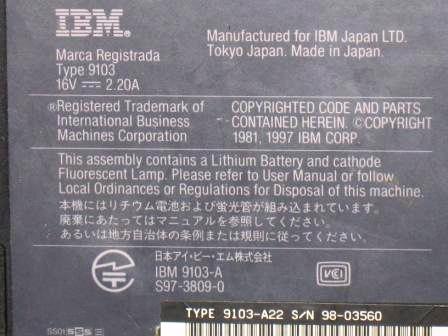 IBM
Marca Registrada
Type 9103
16V ⎓ 2.20A
Manufactured for IBM Japan LTD.
Tokyo Japan. Made in Japan.
®Registered Trademark of
International Business
Machines Corporation
COPYRIGHTED CODE AND PARTS
CONTAINED HEREIN. ©COPYRIGHT
1981, 1997 IBM CORP.
This assembly contains a Lithium Battery and cathode
Fluorescent Lamp. Please refer to User Manual or follow
Local Ordinances or Regulations for Disposal of this machine.
本機にはリチウム電池および蛍光管が組み込まれています。
廃棄にあたってはマニュアルを参照してください。
あるいは地方自治体の条例または規則に従ってください。
日本アイ・ビー・エム株式会社
IBM 9103-A
S97-3809-0
VCI
TYPE 9103-A22 S/N 98-03560